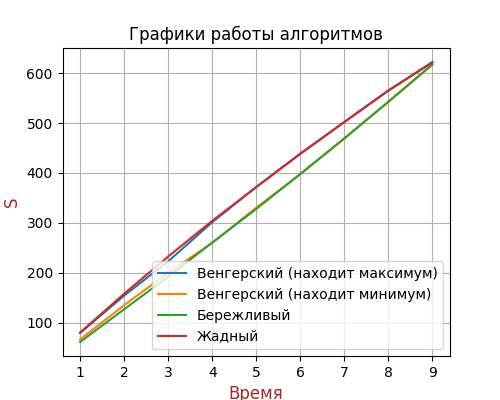 Графики работы алгоритмов
S
600
500
400
300
200
100
Венгерский (находит максимум)
Венгерский (находит минимум)
Бережливый
Жадный
1 2 3 4 5 6 7 8 9
Время